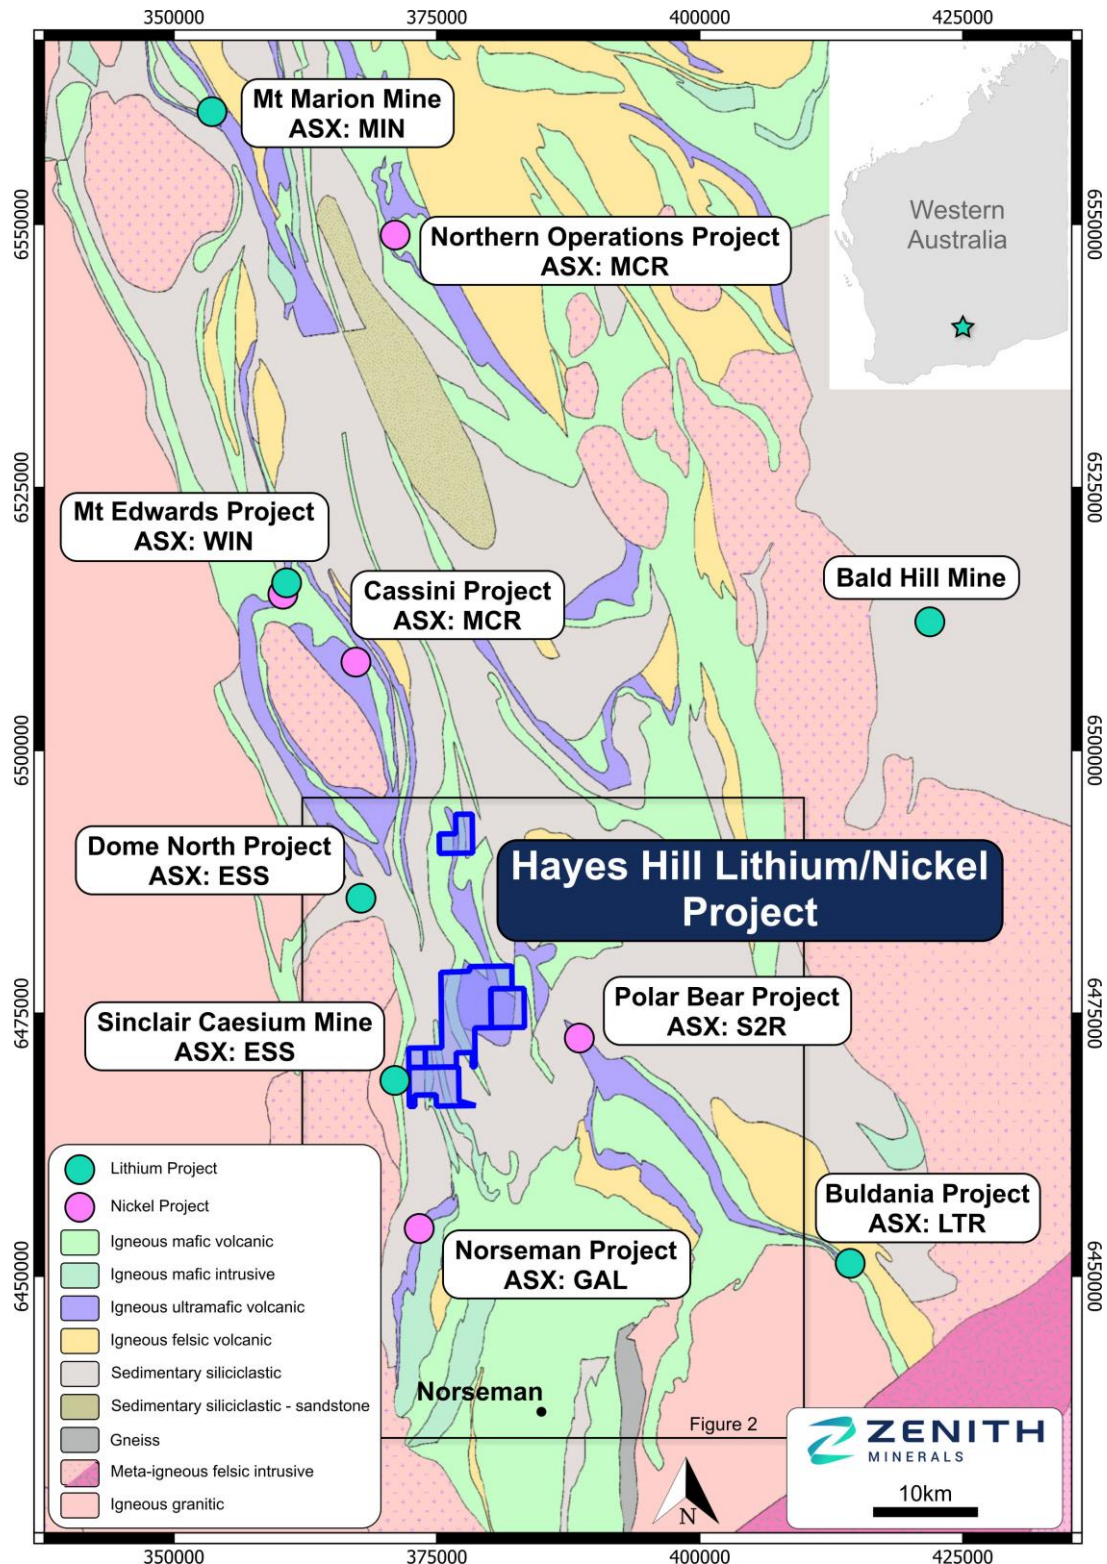 350000
375000
400000
425000
Mt Marion Mine
ASX: MIN
Western
Australia
6550000
6550000
Northern Operations Project
ASX: MCR
6525000
6525000
Mt Edwards Project
ASX: WIN
Cassini Project
ASX: MCR
Bald Hill Mine
6500000
6500000
Dome North Project
ASX: ESS
Hayes Hill Lithium/Nickel
Project
6475000
6475000
Polar Bear Project
ASX: S2R
Sinclair Caesium Mine
ASX: ESS
Buldania Project
ASX: LTR
Norseman Project
ASX: GAL
6450000
6450000
Lithium Project
Nickel Project
Igneous mafic volcanic
Igneous mafic intrusive
Igneous ultramafic volcanic
Igneous felsic volcanic
Sedimentary siliciclastic
Sedimentary siliciclastic - sandstone
Gneiss
Meta-igneous felsic intrusive
Igneous granitic
Norseman
Figure 2
N
ZENITH
MINERALS
10km
350000
375000
400000
425000